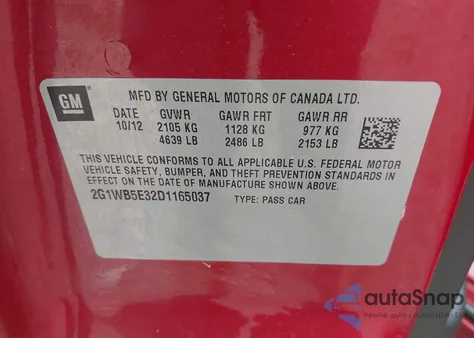 GM
MFD BY GENERAL MOTORS OF CANADA LTD.
DATE GVWR GAWR FRT GAWR RR
10/12 2105 KG 1128 KG 977 KG
4639 LB 2486 LB 2153 LB
THIS VEHICLE CONFORMS TO ALL APPLICABLE U.S. FEDERAL MOTOR
VEHICLE SAFETY, BUMPER, AND THEFT PREVENTION STANDARDS IN
EFFECT ON THE DATE OF MANUFACTURE SHOWN ABOVE.
2G1WB5E32D1165037 TYPE: PASS CAR
autoSnap